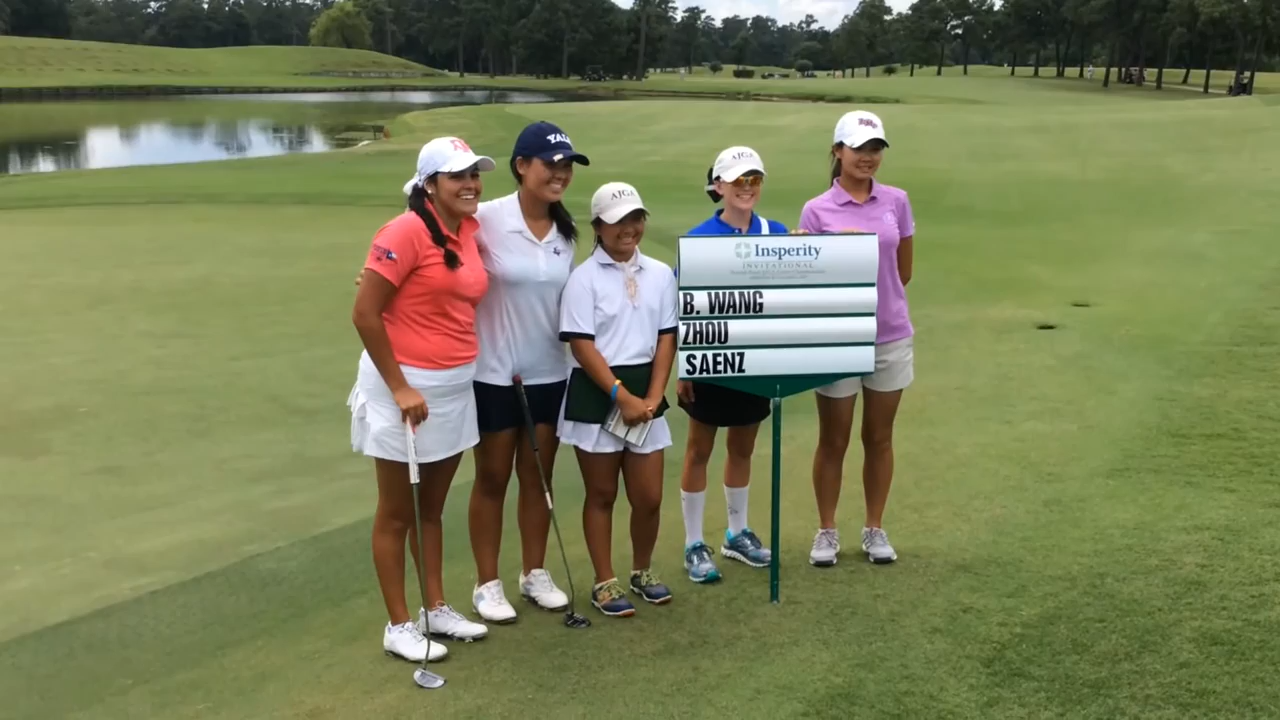 YALE
AJGA
AJGA
Insperity
INVITATIONAL
B. WANG
ZHOU
SAENZ